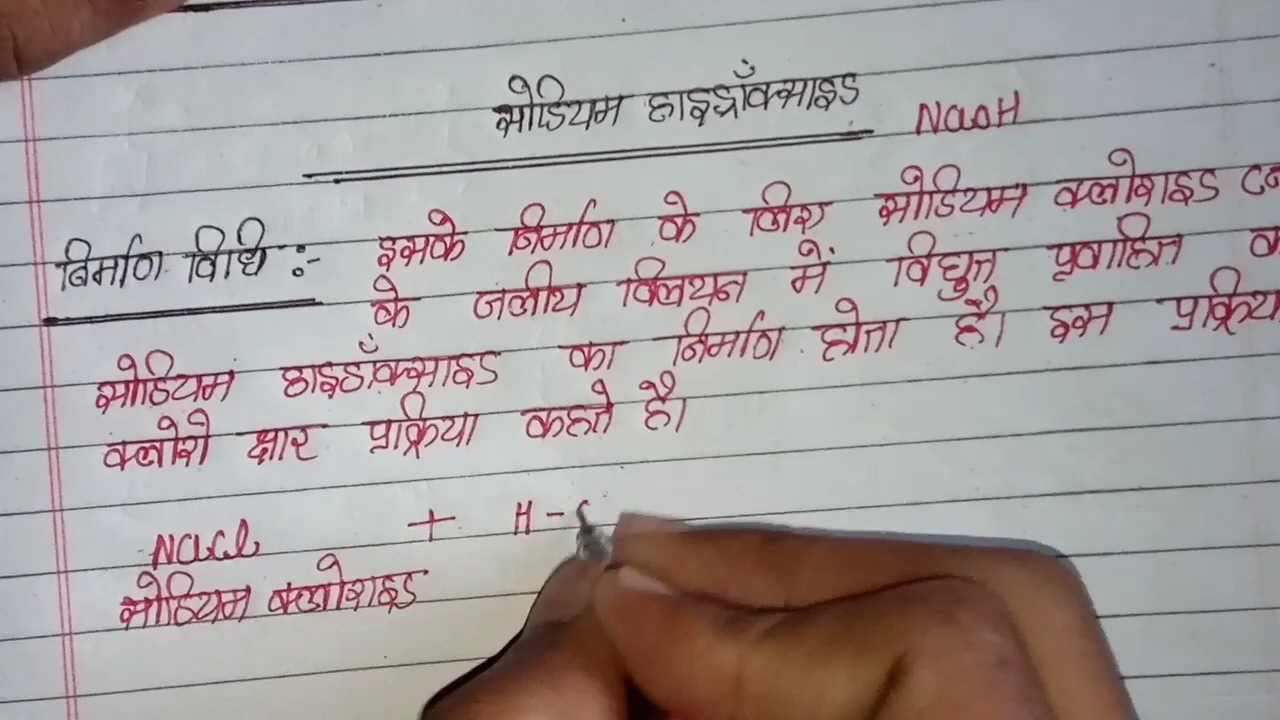 सोडियम हाइड्रॉक्साइड NaOH
निर्माण विधि :- इसके निर्माण के लिए सोडियम क्लोराइड
के जलीय विलयन में विद्युत प्रवाहित
सोडियम हाइड्रॉक्साइड का निर्माण होता है। इस
क्लोरो क्षार प्रक्रिया कहते है।
NaCl + H -
सोडियम क्लोराइड